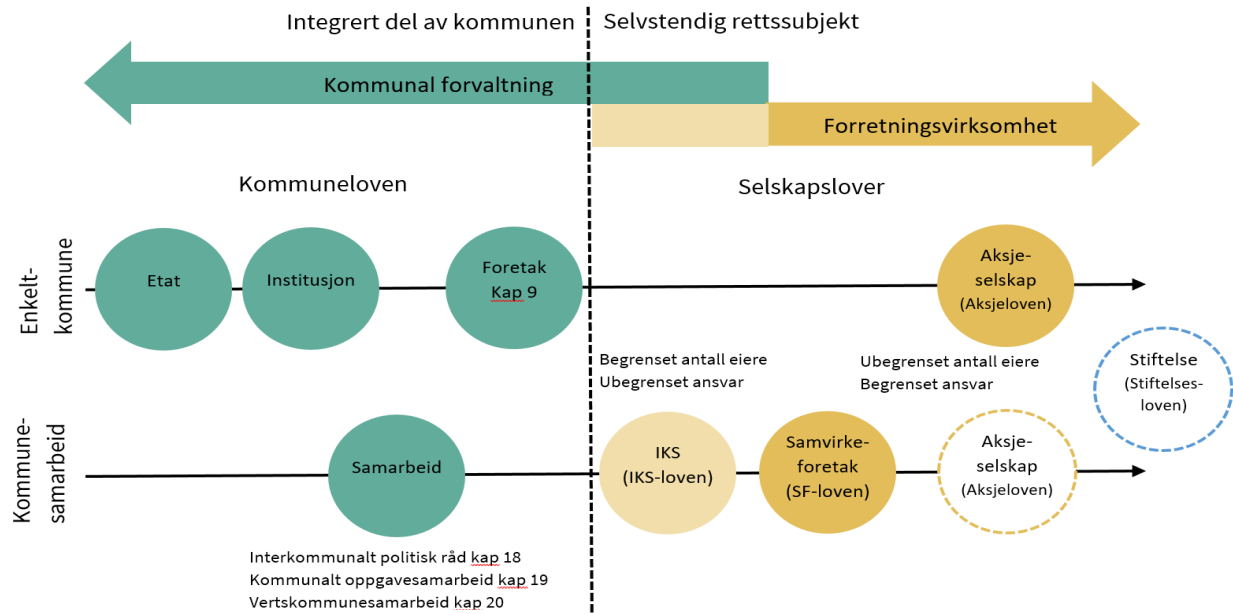 Integrert del av kommunen
Selvstendig rettssubjekt
Kommunal forvaltning
Forretningsvirksomhet
Kommuneloven
Selskapslover
Enkelt-
kommune
Etat
Institusjon
Foretak
Kap 9
Aksje-
selskap
(Aksjeloven)
Begrenset antall eiere
Ubegrenset ansvar
Ubegrenset antall eiere
Begrenset ansvar
Stiftelse
(Stiftelses-
loven)
Kommune-
samarbeid
Samarbeid
IKS
(IKS-loven)
Samvirke-
foretak
(SF-loven)
Aksje-
selskap
(Aksjeloven)
Interkommunalt politisk råd kap 18
Kommunalt oppgavesamarbeid kap 19
Vertskommunesamarbeid kap 20